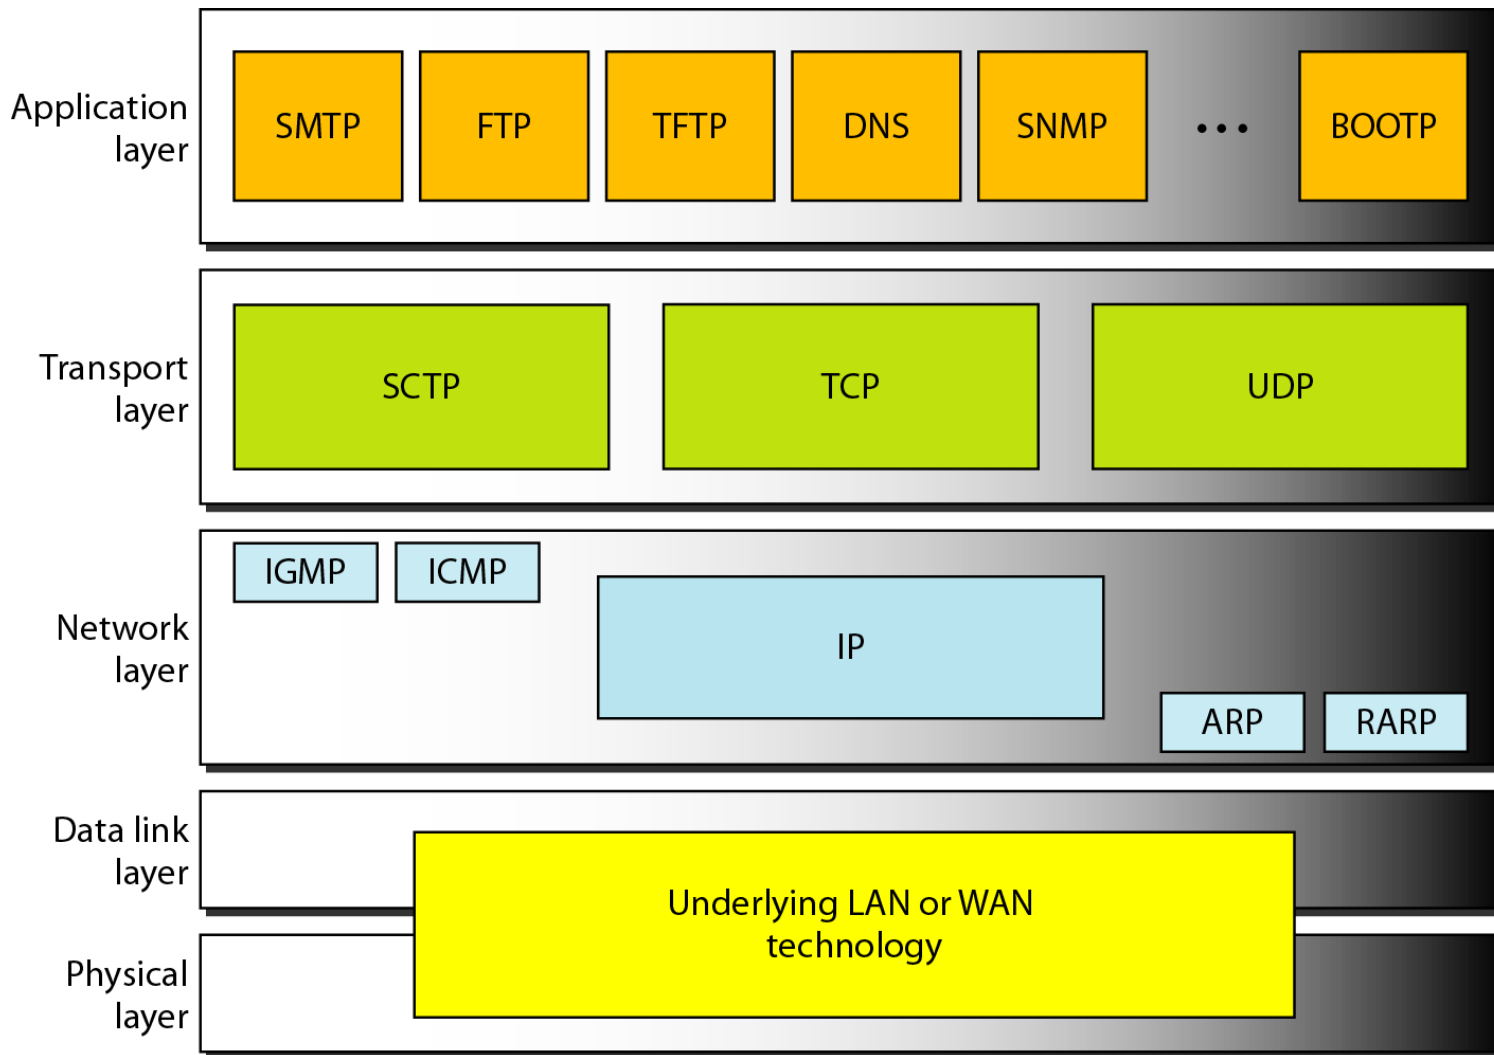 Application
layer
SMTP
FTP
TFTP
DNS
SNMP
...
BOOTP
Transport
layer
SCTP
TCP
UDP
Network
layer
IGMP
ICMP
IP
ARP
RARP
Data link
layer
Underlying LAN or WAN
technology
Physical
layer